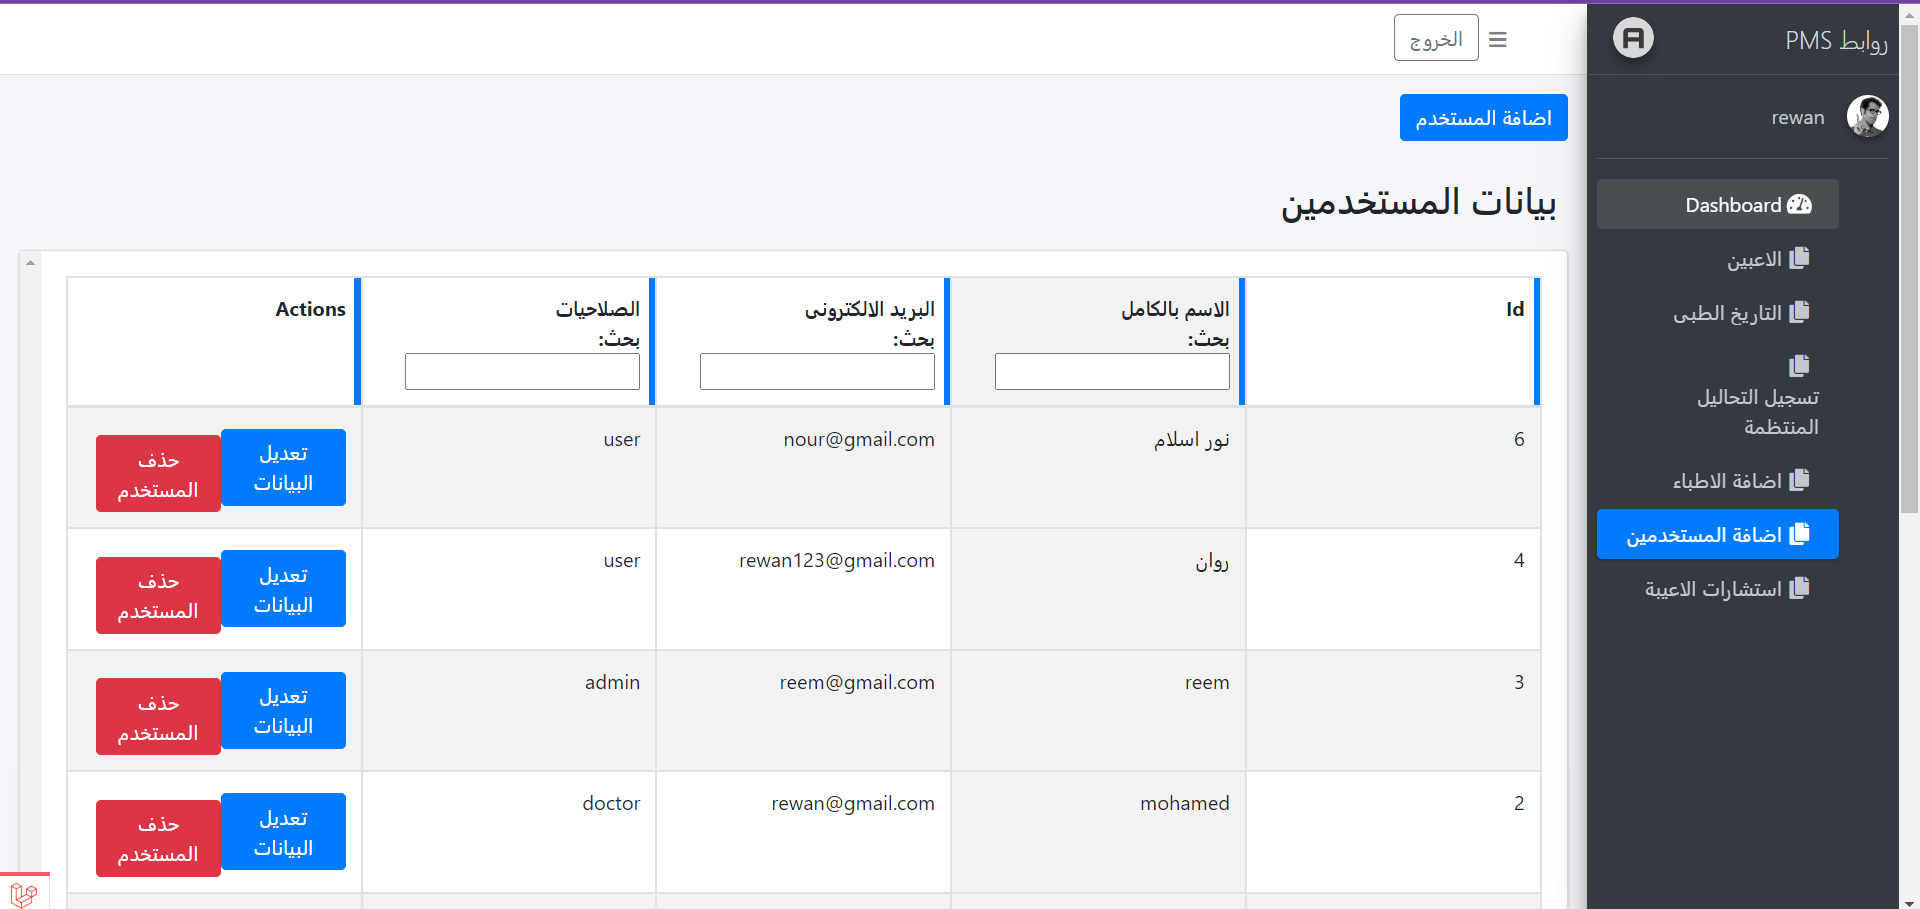 روابط PMS
rewan
Dashboard
الاعبين
التاريخ الطبى
تسجيل التحاليل
المنتظمة
اضافة الاطباء
اضافة المستخدمين
استشارات الاعيبة
الخروج
اضافة المستخدم
بيانات المستخدمين
Id
الاسم بالكامل
بحث:
البريد الالكترونى
بحث:
الصلاحيات
بحث:
Actions
6
نور اسلام
nour@gmail.com
user
تعديل
البيانات
حذف
المستخدم
4
روان
rewan123@gmail.com
user
تعديل
البيانات
حذف
المستخدم
3
reem
reem@gmail.com
admin
تعديل
البيانات
حذف
المستخدم
2
mohamed
rewan@gmail.com
doctor
تعديل
البيانات
حذف
المستخدم